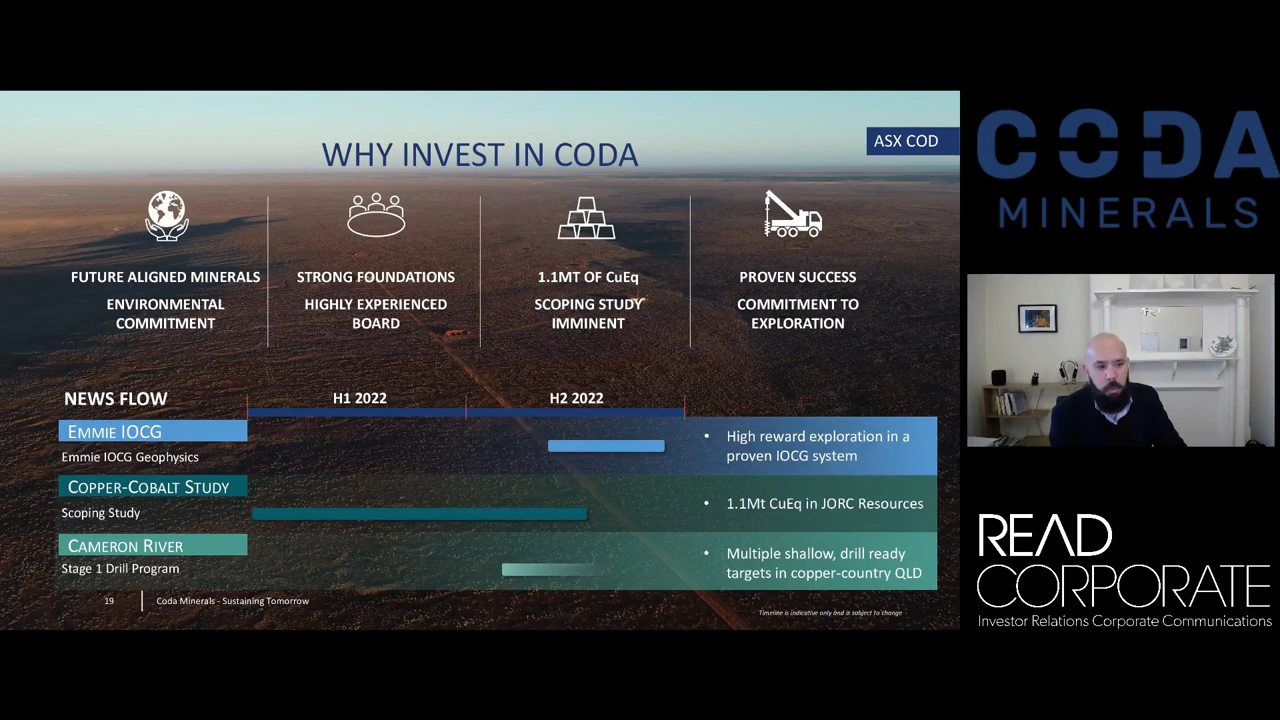 WHY INVEST IN CODA
ASX COD
FUTURE ALIGNED MINERALS
ENVIRONMENTAL
COMMITMENT
STRONG FOUNDATIONS
HIGHLY EXPERIENCED
BOARD
1.1MT OF CuEq
SCOPING STUDY
IMMINENT
PROVEN SUCCESS
COMMITMENT TO
EXPLORATION
NEWS FLOW
H1 2022
H2 2022
EMMIE IOCG
Emmie IOCG Geophysics
• High reward exploration in a
proven IOCG system
COPPER-COBALT STUDY
Scoping Study
• 1.1Mt CuEq in JORC Resources
CAMERON RIVER
Stage 1 Drill Program
• Multiple shallow, drill ready
targets in copper-country QLD
19
Coda Minerals - Sustaining Tomorrow
Timeline is indicative only and is subject to change
CODA
MINERALS
READ
CORPORATE
Investor Relations Corporate Communications